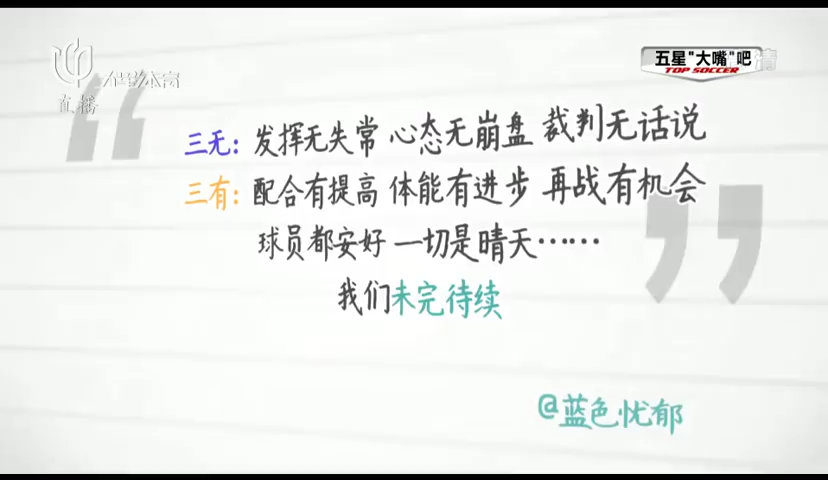 五星"大嘴"吧
TOP SOCCER
直播
三无：发挥无失常 心态无崩盘 裁判无话说
三有：配合有提高 体能有进步 再战有机会
球员都安好 一切是晴天……
我们未完待续
@蓝色忧郁